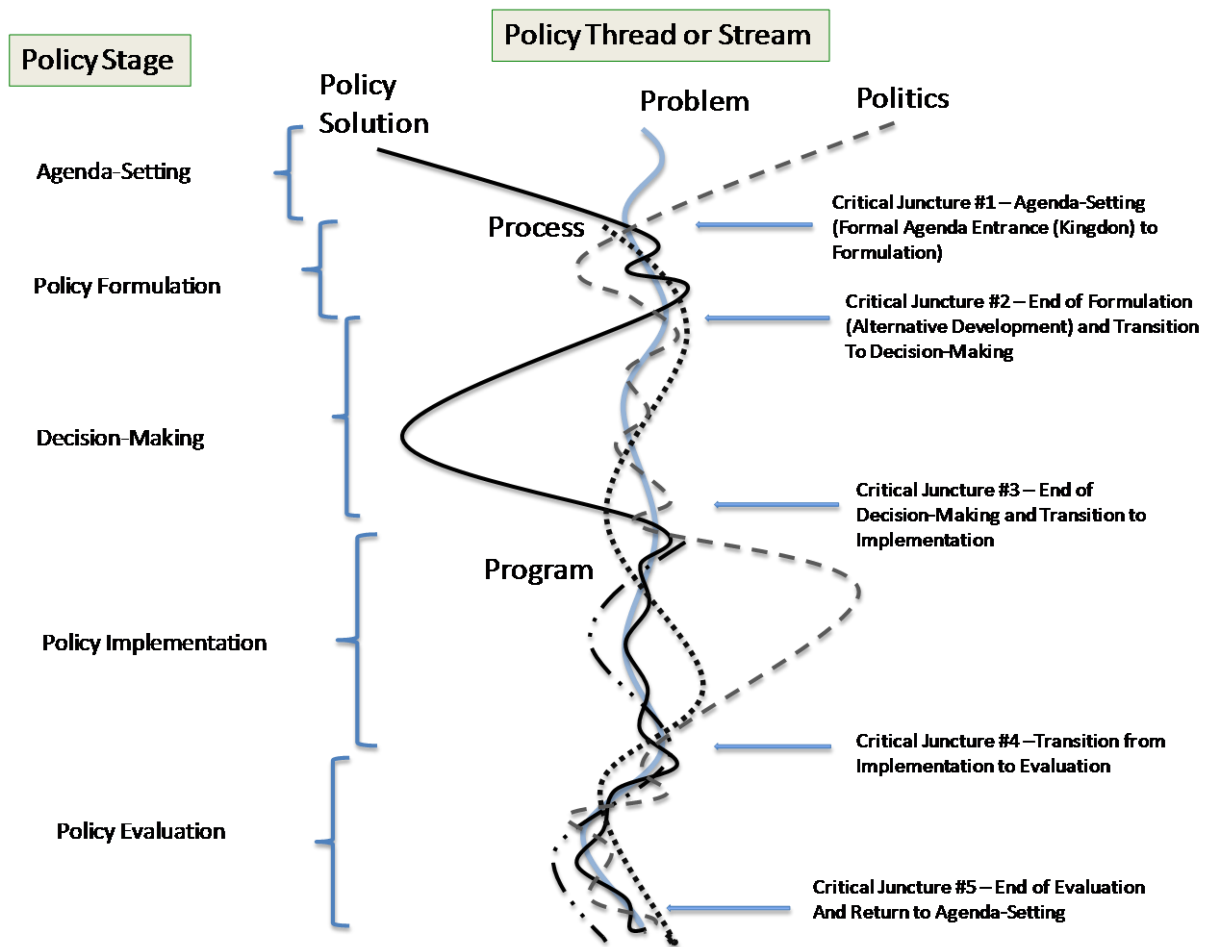 Policy Stage
Policy Thread or Stream
Policy
Solution
Problem
Politics
Agenda-Setting
Process
Critical Juncture #1 – Agenda-Setting
(Formal Agenda Entrance (Kingdon) to
Formulation)
Policy Formulation
Critical Juncture #2 – End of Formulation
(Alternative Development) and Transition
To Decision-Making
Decision-Making
Critical Juncture #3 – End of
Decision-Making and Transition to
Implementation
Program
Policy Implementation
Critical Juncture #4 –Transition from
Implementation to Evaluation
Policy Evaluation
Critical Juncture #5 – End of Evaluation
And Return to Agenda-Setting